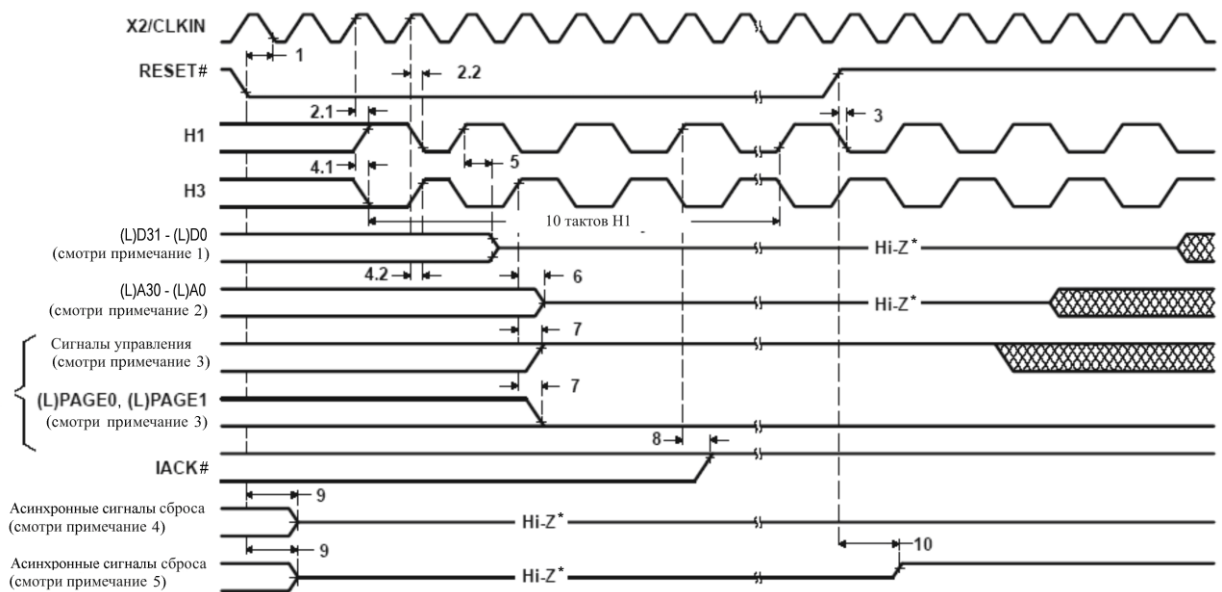 X2/CLKIN
1
RESET#
2.2
2.1
3
H1
4.1
5
H3
10 тактов H1
(L)D31 - (L)D0
(смотри примечание 1)
Hi-Z*
4.2
6
(L)A30 - (L)A0
(смотри примечание 2)
Hi-Z*
7
Сигналы управления
(смотри примечание 3)
7
(L)PAGE0, (L)PAGE1
(смотри примечание 3)
8
IACK#
9
Асинхронные сигналы сброса
(смотри примечание 4)
Hi-Z*
9
10
Асинхронные сигналы сброса
(смотри примечание 5)
Hi-Z*